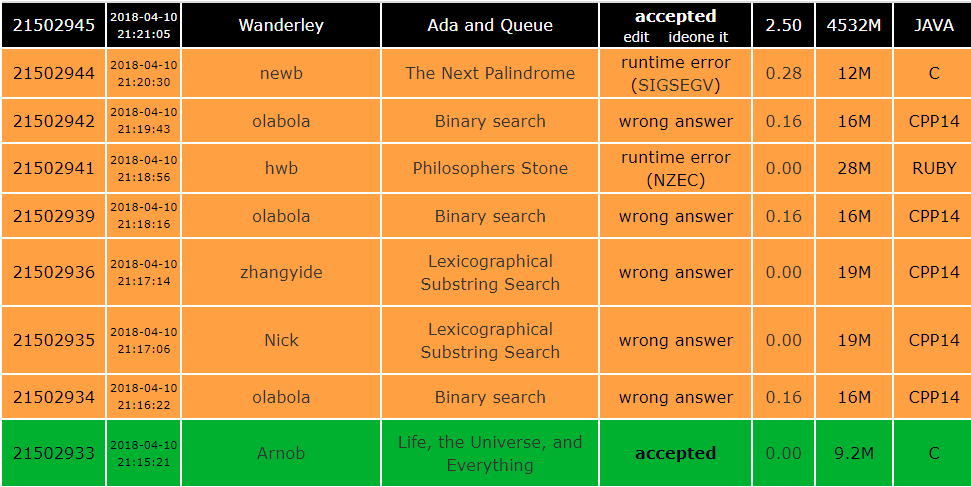 21502945 2018-04-10 21:21:05 Wanderley Ada and Queue accepted edit ideone it 2.50 4532M JAVA
21502944 2018-04-10 21:20:30 newb The Next Palindrome runtime error (SIGSEGV) 0.28 12M C
21502942 2018-04-10 21:19:43 olabola Binary search wrong answer 0.16 16M CPP14
21502941 2018-04-10 21:18:56 hwb Philosophers Stone runtime error (NZEC) 0.00 28M RUBY
21502939 2018-04-10 21:18:16 olabola Binary search wrong answer 0.16 16M CPP14
21502936 2018-04-10 21:17:14 zhangyide Lexicographical Substring Search wrong answer 0.00 19M CPP14
21502935 2018-04-10 21:17:06 Nick Lexicographical Substring Search wrong answer 0.00 19M CPP14
21502934 2018-04-10 21:16:22 olabola Binary search wrong answer 0.16 16M CPP14
21502933 2018-04-10 21:15:21 Arnob Life, the Universe, and Everything accepted 0.00 9.2M C